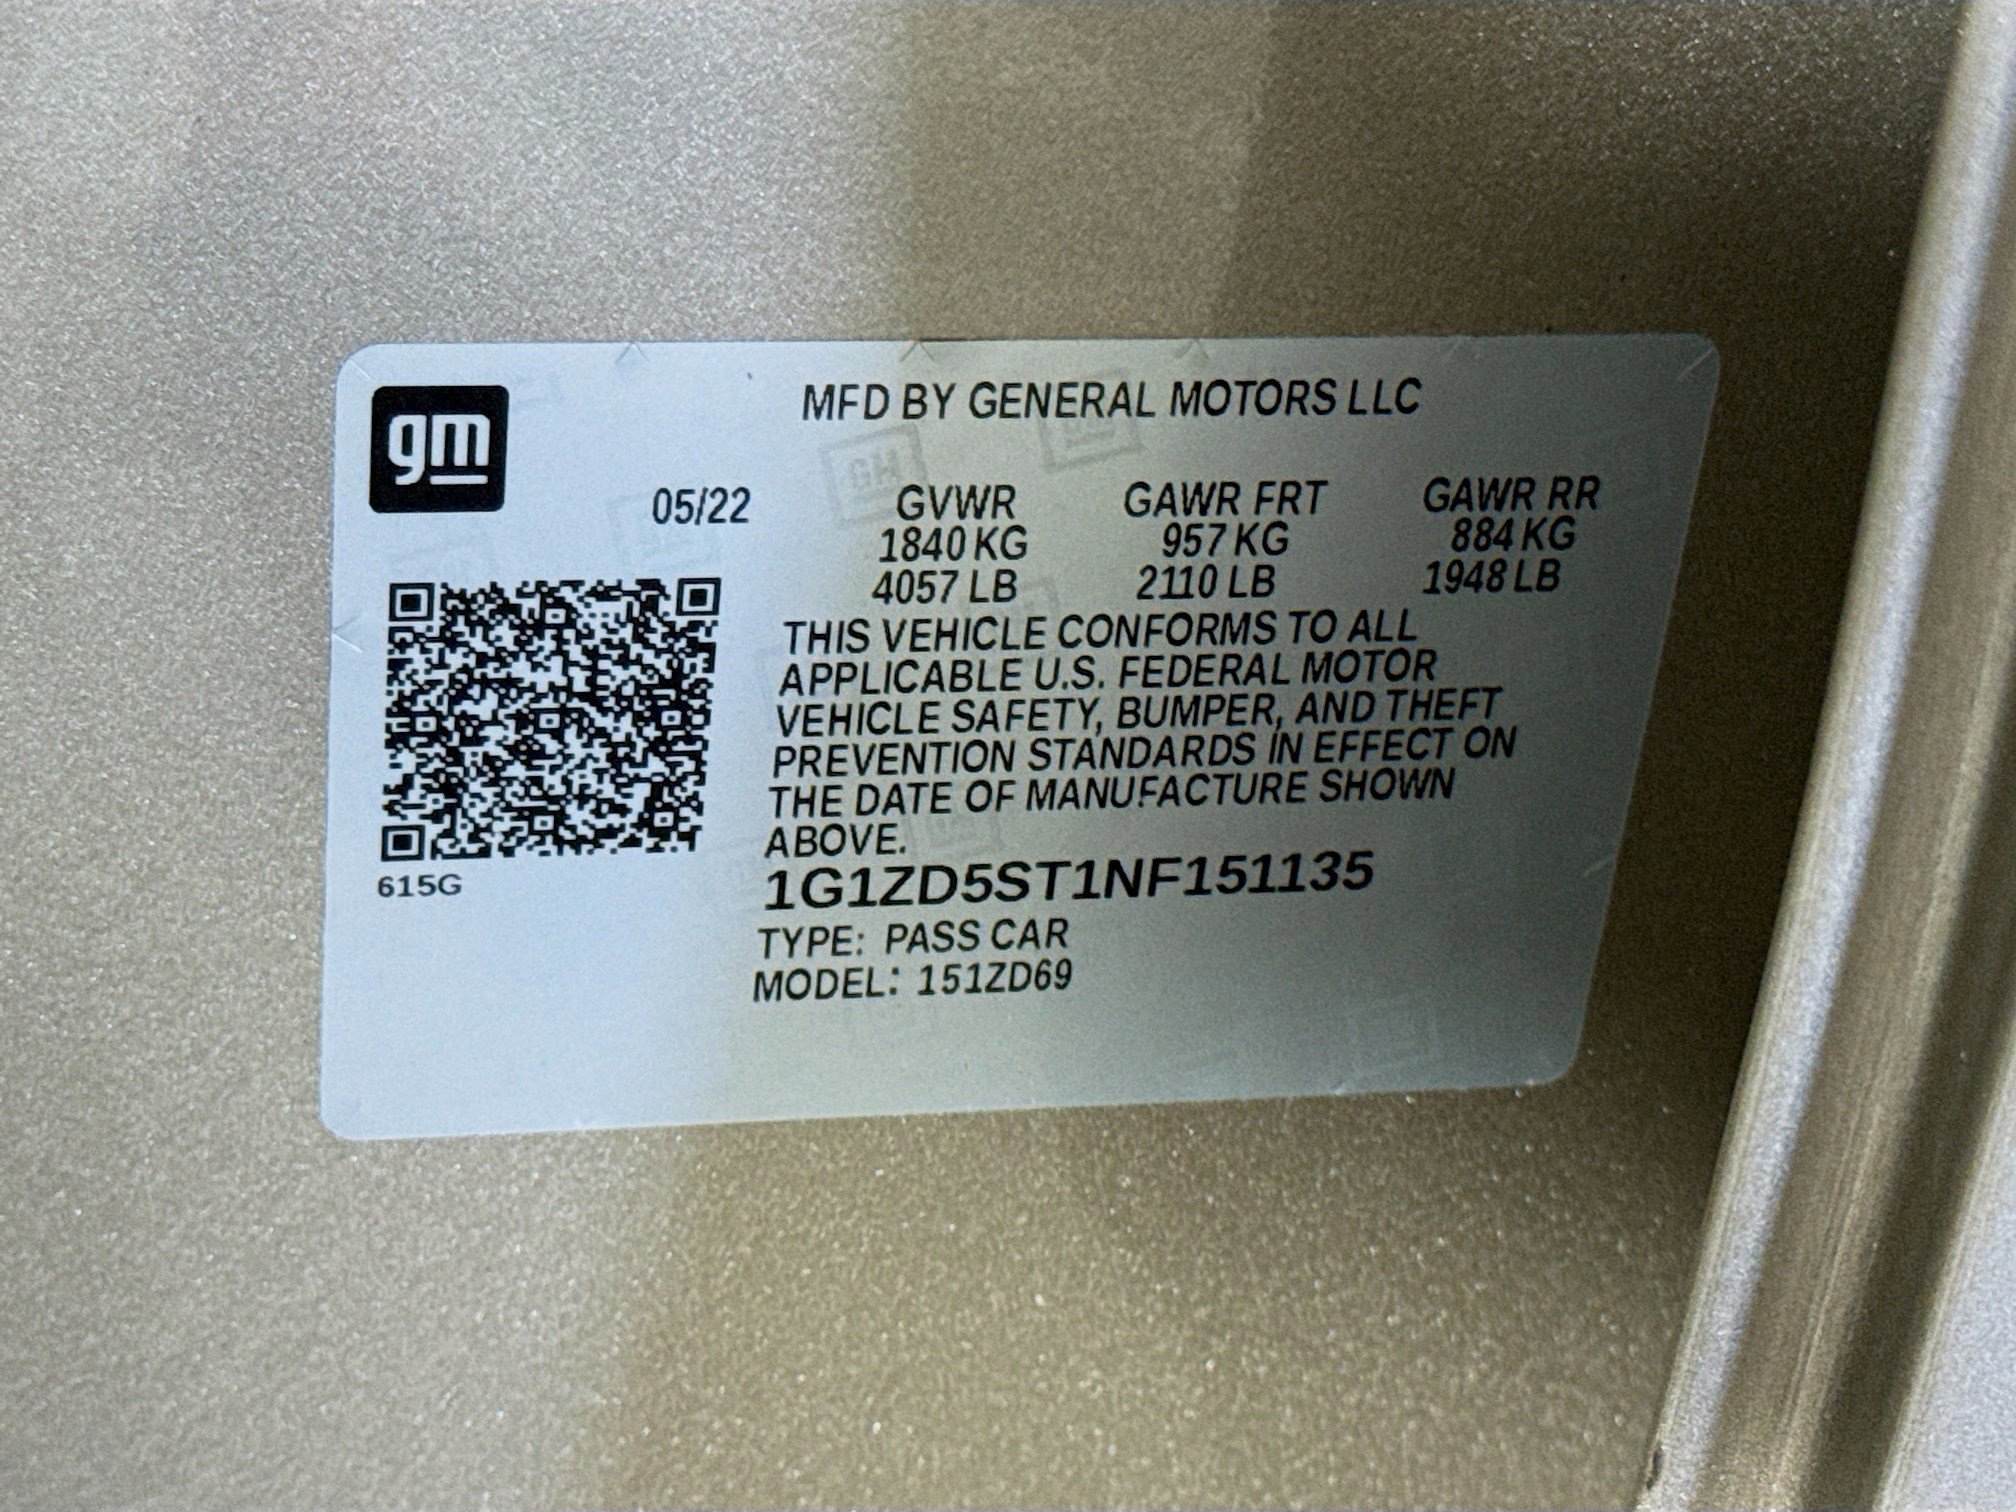 gm
MFD BY GENERAL MOTORS LLC
05/22 GVWR GAWR FRT GAWR RR
1840 KG 957 KG 884 KG
4057 LB 2110 LB 1948 LB
THIS VEHICLE CONFORMS TO ALL
APPLICABLE U.S. FEDERAL MOTOR
VEHICLE SAFETY, BUMPER, AND THEFT
PREVENTION STANDARDS IN EFFECT ON
THE DATE OF MANUFACTURE SHOWN
ABOVE.
615G
1G1ZD5ST1NF151135
TYPE: PASS CAR
MODEL: 151ZD69